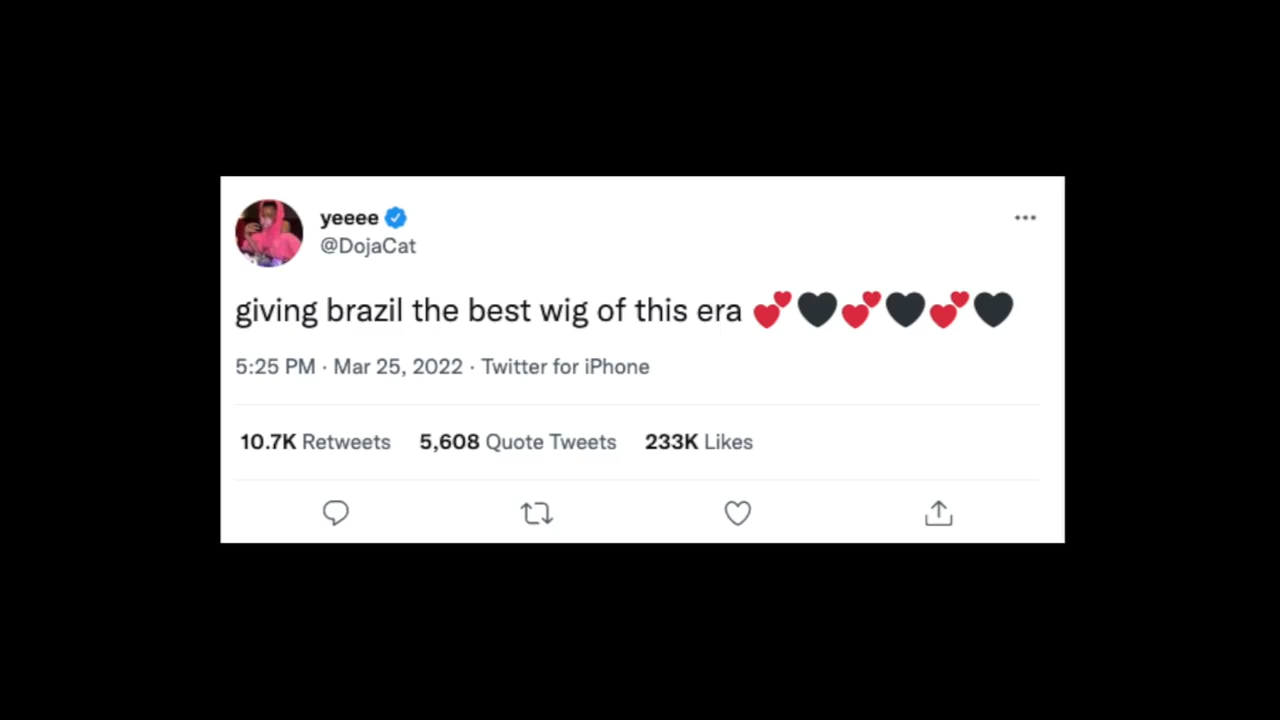 yeeee
@DojaCat
giving brazil the best wig of this era 💕🖤💕🖤💕🖤
5:25 PM · Mar 25, 2022 · Twitter for iPhone
10.7K Retweets 5,608 Quote Tweets 233K Likes